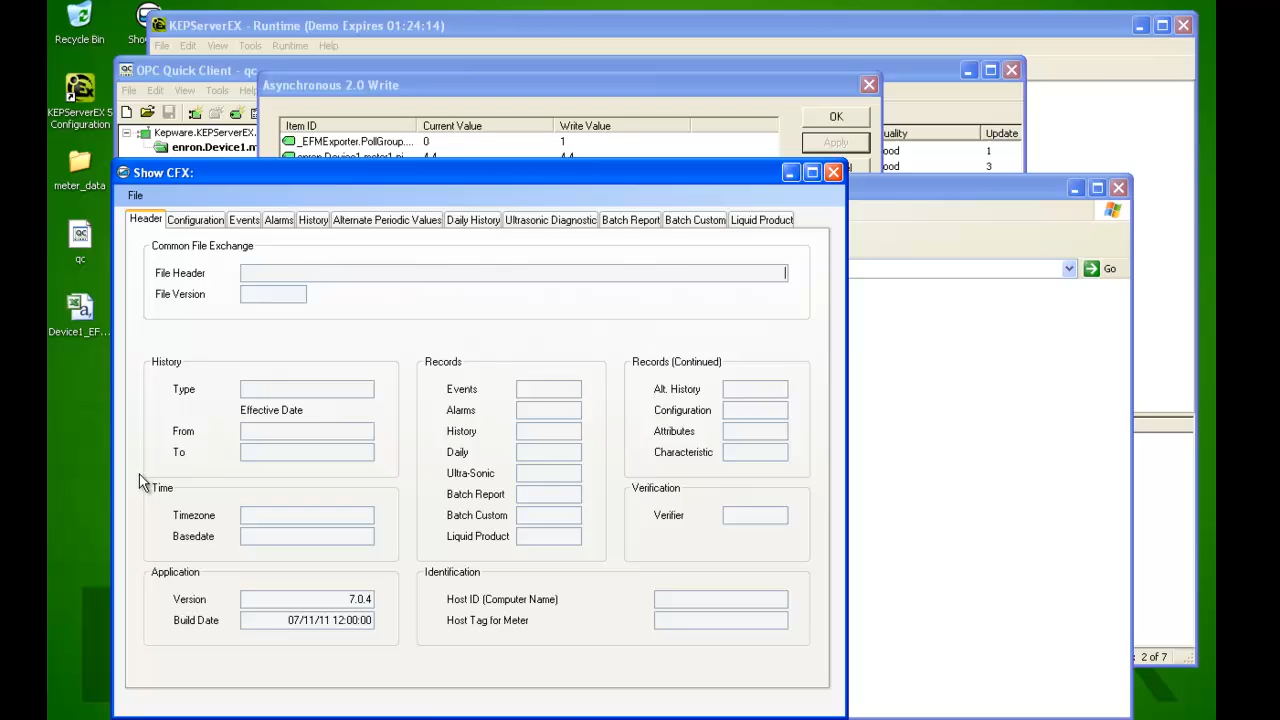 Recycle Bin
Sho
KEPServerEX - Runtime (Demo Expires 01:24:14)
File Edit View Tools Runtime Help
OPC Quick Client - qc
File Edit View Tools Help
KEPServerEX 5
Configuration
Asynchronous 2.0 Write
OK
Apply
Item ID Current Value Write Value
_EFMExporter.PollGroup.... 0 1
Kepware.KEPServerEX.
enron.Device1.m
uality Update
ood 1
ood 3
meter_data
qc
Device1_EF...
Show CFX:
File
Header Configuration Events Alarms History Alternate Periodic Values Daily History Ultrasonic Diagnostic Batch Report Batch Custom Liquid Product
Common File Exchange
File Header
File Version
Go
History
Type
Effective Date
From
To
Records
Events
Alarms
History
Daily
Ultra-Sonic
Batch Report
Batch Custom
Liquid Product
Records (Continued)
Alt. History
Configuration
Attributes
Characteristic
Time
Timezone
Basedate
Verification
Verifier
Application
Version 7.0.4
Build Date 07/11/11 12:00:00
Identification
Host ID (Computer Name)
Host Tag for Meter
2 of 7